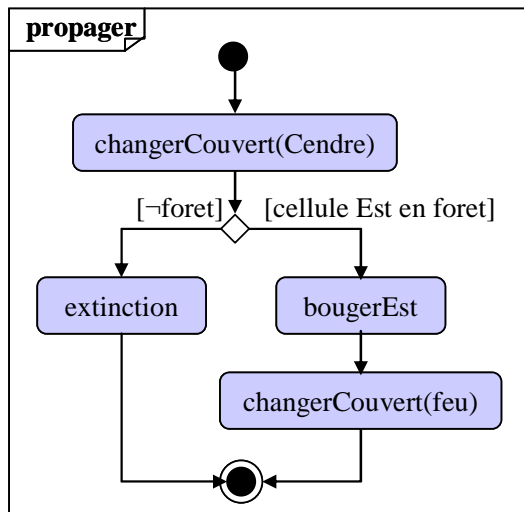 propager
changerCouvert(Cendre)
[¬foret] [cellule Est en foret]
extinction bougerEst
changerCouvert(feu)